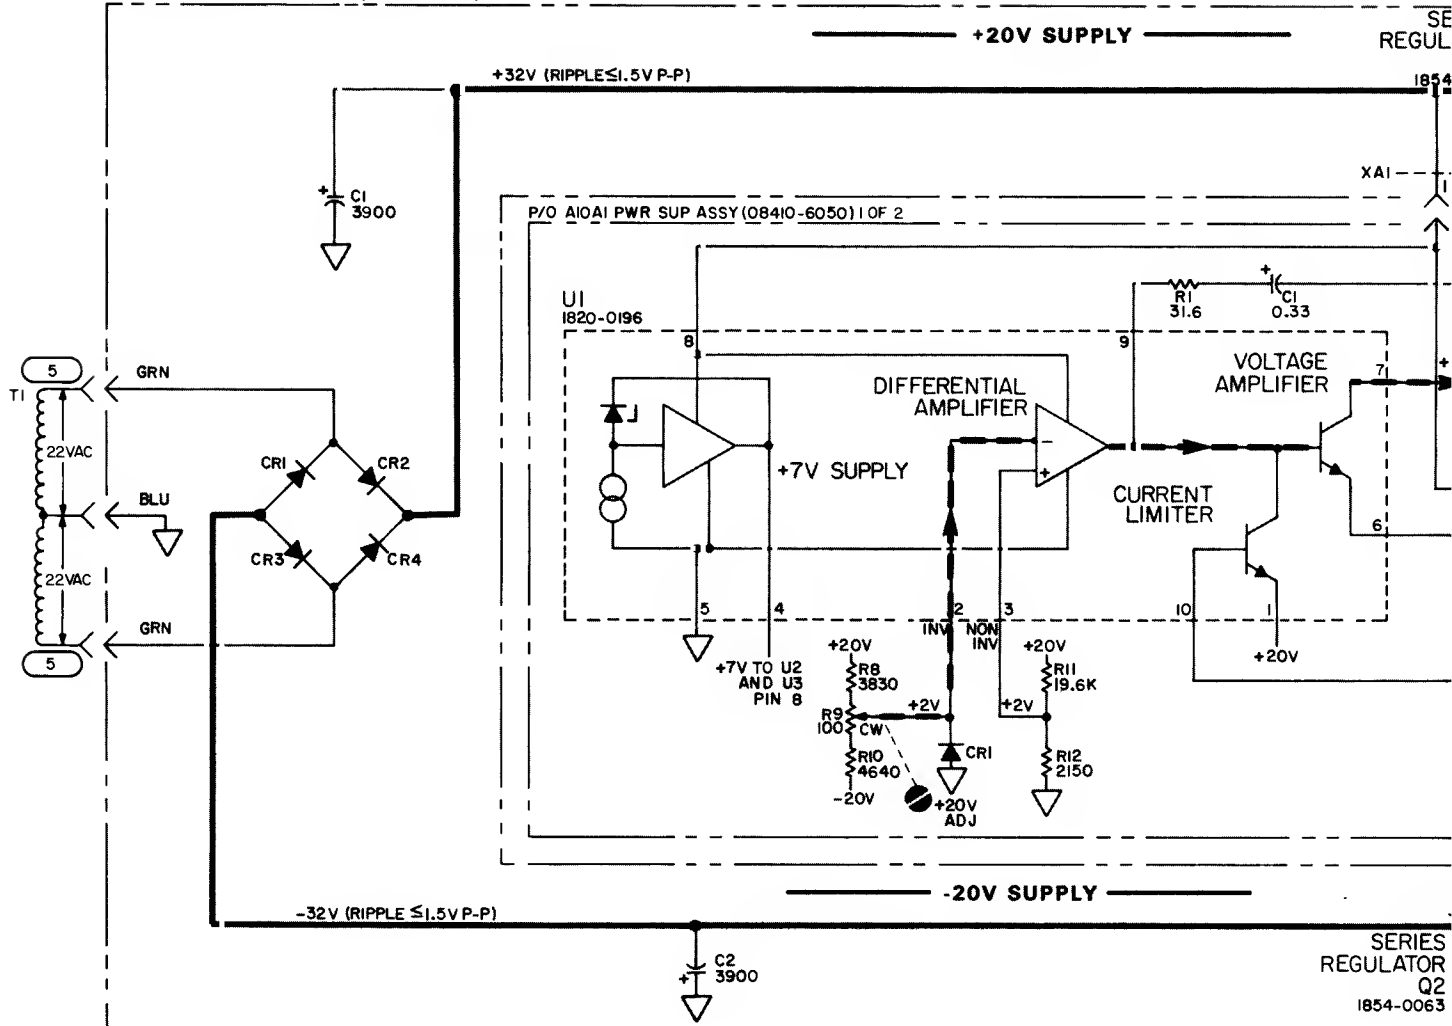 +20V SUPPLY
SE
REGUL
1854
+32V (RIPPLE≤1.5V P-P)
XA1
1
+
C1
3900
P/O A10A1 PWR SUP ASSY (08410-6050) 1 OF 2
U1
1820-0196
8
9
R1
31.6
+
C1
0.33
VOLTAGE
AMPLIFIER
7
+
5
T1
GRN
22VAC
BLU
22VAC
GRN
5
CR1
CR2
CR3
CR4
DIFFERENTIAL
AMPLIFIER
-
+
+7V SUPPLY
CURRENT
LIMITER
6
5
4
2
3
10
1
INV
NON
INV
+20V
+7V TO U2
AND U3
PIN 8
+20V
R8
3830
R9
100
CW
R10
4640
-20V
+2V
CR1
+20V
ADJ
+20V
R11
19.6K
+2V
R12
2150
-20V SUPPLY
-32V (RIPPLE ≤1.5V P-P)
+
C2
3900
SERIES
REGULATOR
Q2
1854-0063